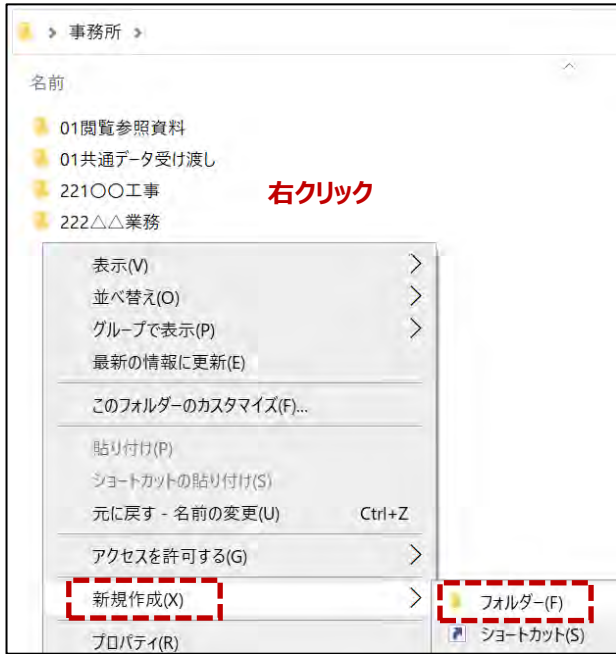 > 事務所 >
名前
01閲覧参照資料
01共通データ受け渡し
221〇〇工事
右クリック
222△△業務
表示(V)
並べ替え(O)
グループで表示(P)
最新の情報に更新(E)
このフォルダーのカスタマイズ(F)...
貼り付け(P)
ショートカットの貼り付け(S)
元に戻す - 名前の変更(U) Ctrl+Z
アクセスを許可する(G)
新規作成(X)
フォルダー(F)
ショートカット(S)
プロパティ(R)